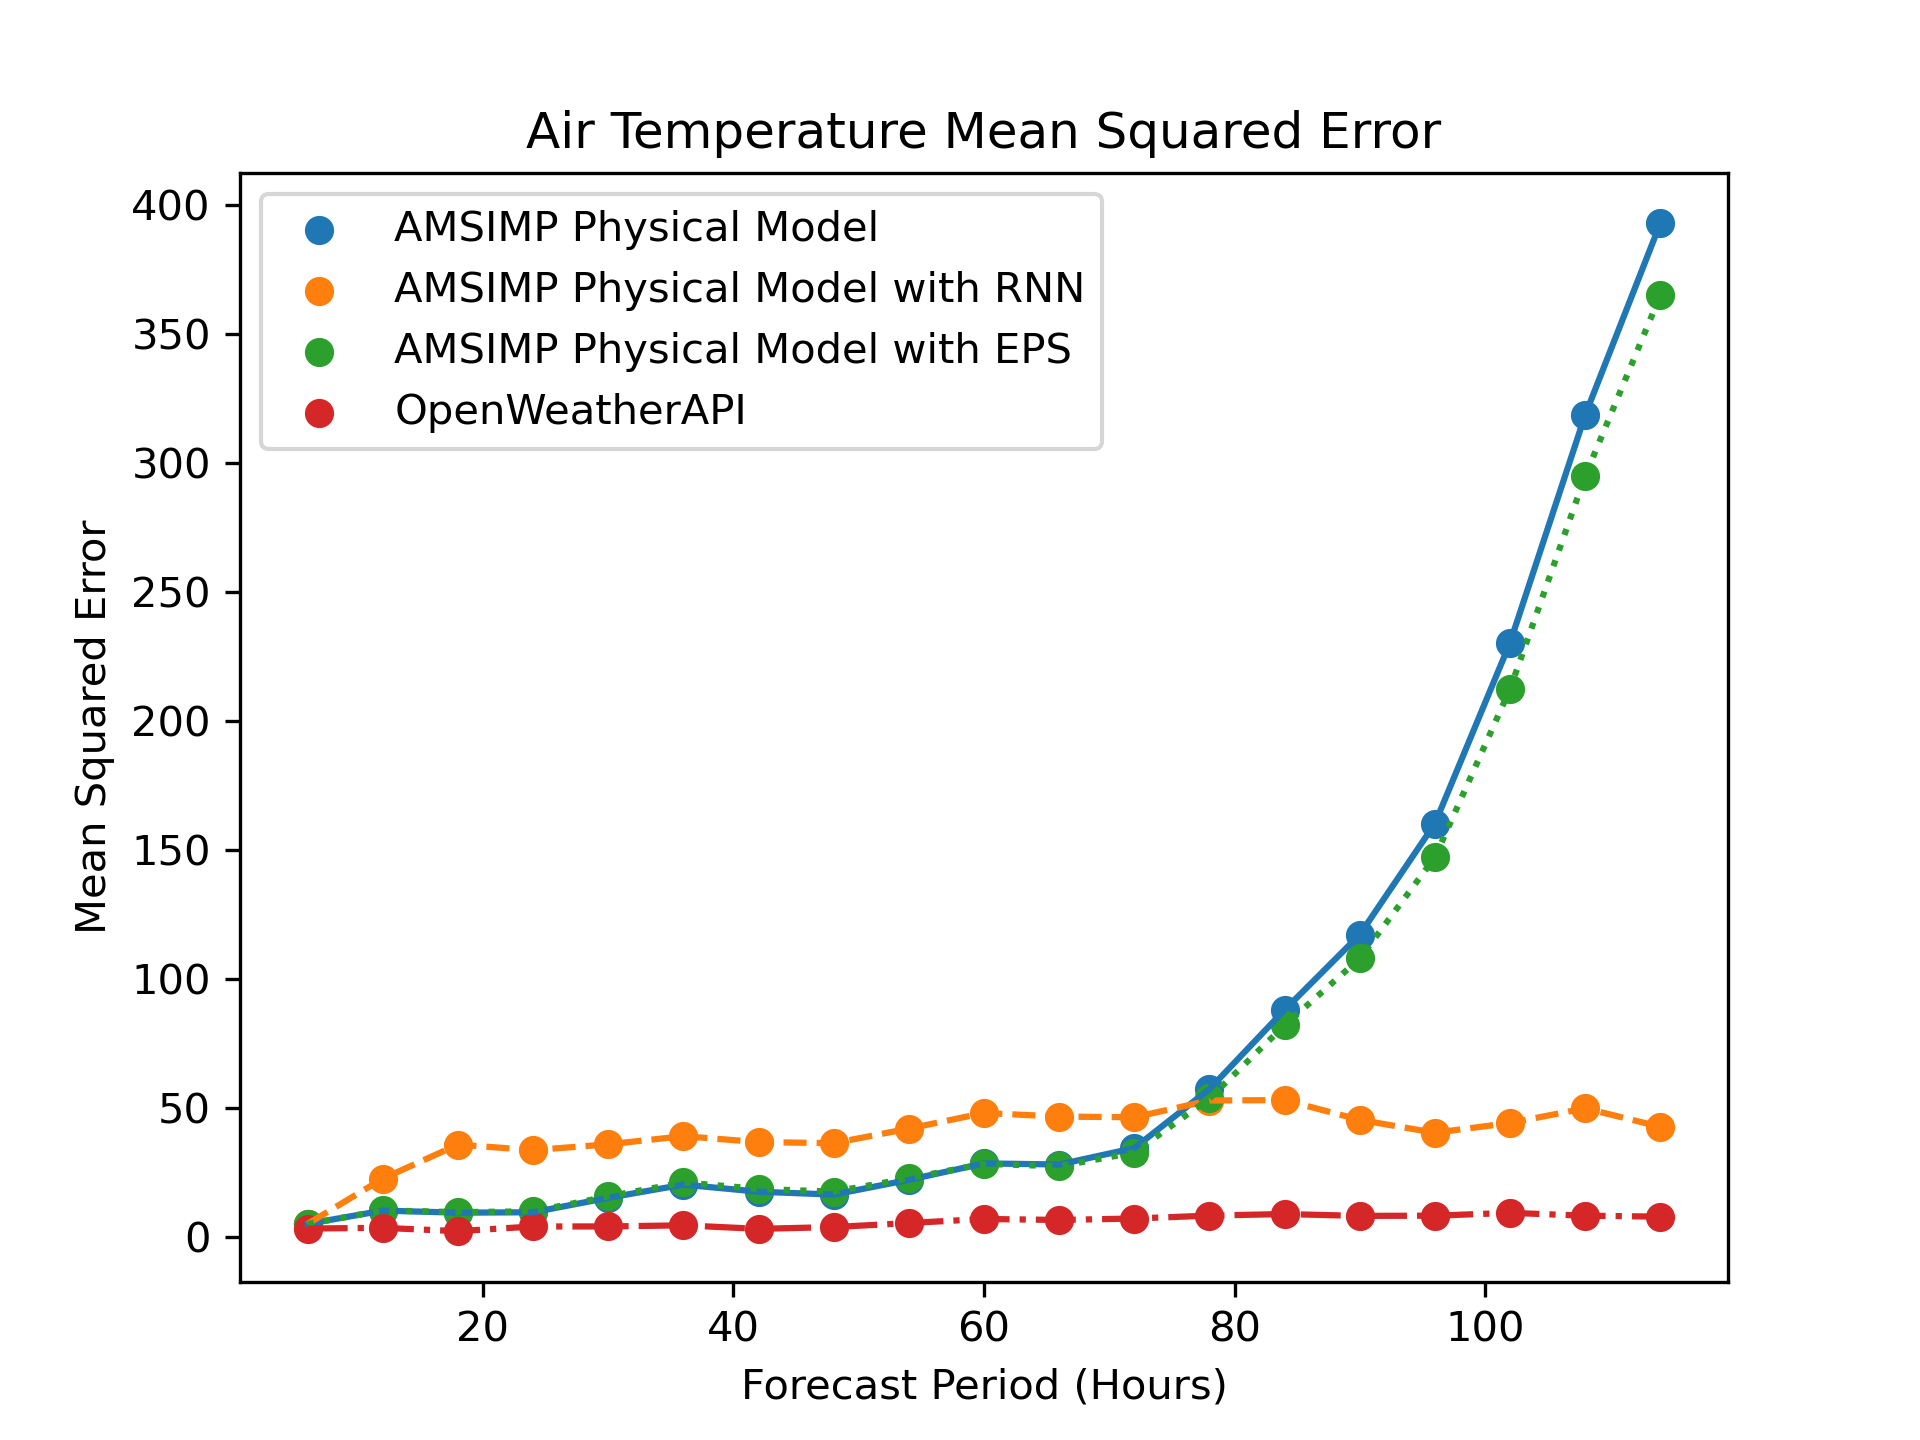 Air Temperature Mean Squared Error
AMSIMP Physical Model
AMSIMP Physical Model with RNN
AMSIMP Physical Model with EPS
OpenWeatherAPI
Mean Squared Error
400
350
300
250
200
150
100
50
0
20 40 60 80 100
Forecast Period (Hours)